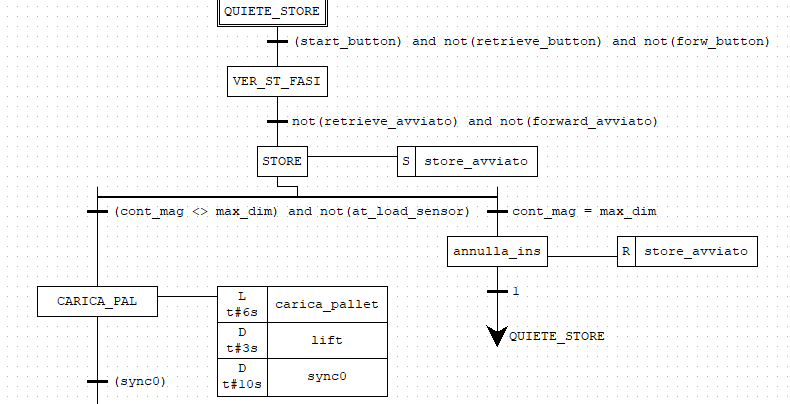 QUIETE_STORE
(start_button) and not(retrieve_button) and not(forw_button)
VER_ST_FASI
not(retrieve_avviato) and not(forward_avviato)
STORE
S store_avviato
(cont_mag <> max_dim) and not(at_load_sensor)
cont_mag = max_dim
annulla_ins
R store_avviato
CARICA_PAL
L
t#6s
carica_pallet
D
t#3s
lift
D
t#10s
sync0
1
QUIETE_STORE
(sync0)